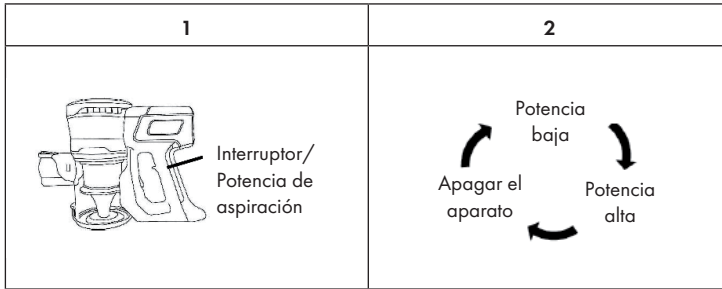 1
2
Interruptor/
Potencia de
aspiración
Potencia
baja
Potencia
alta
Apagar el
aparato